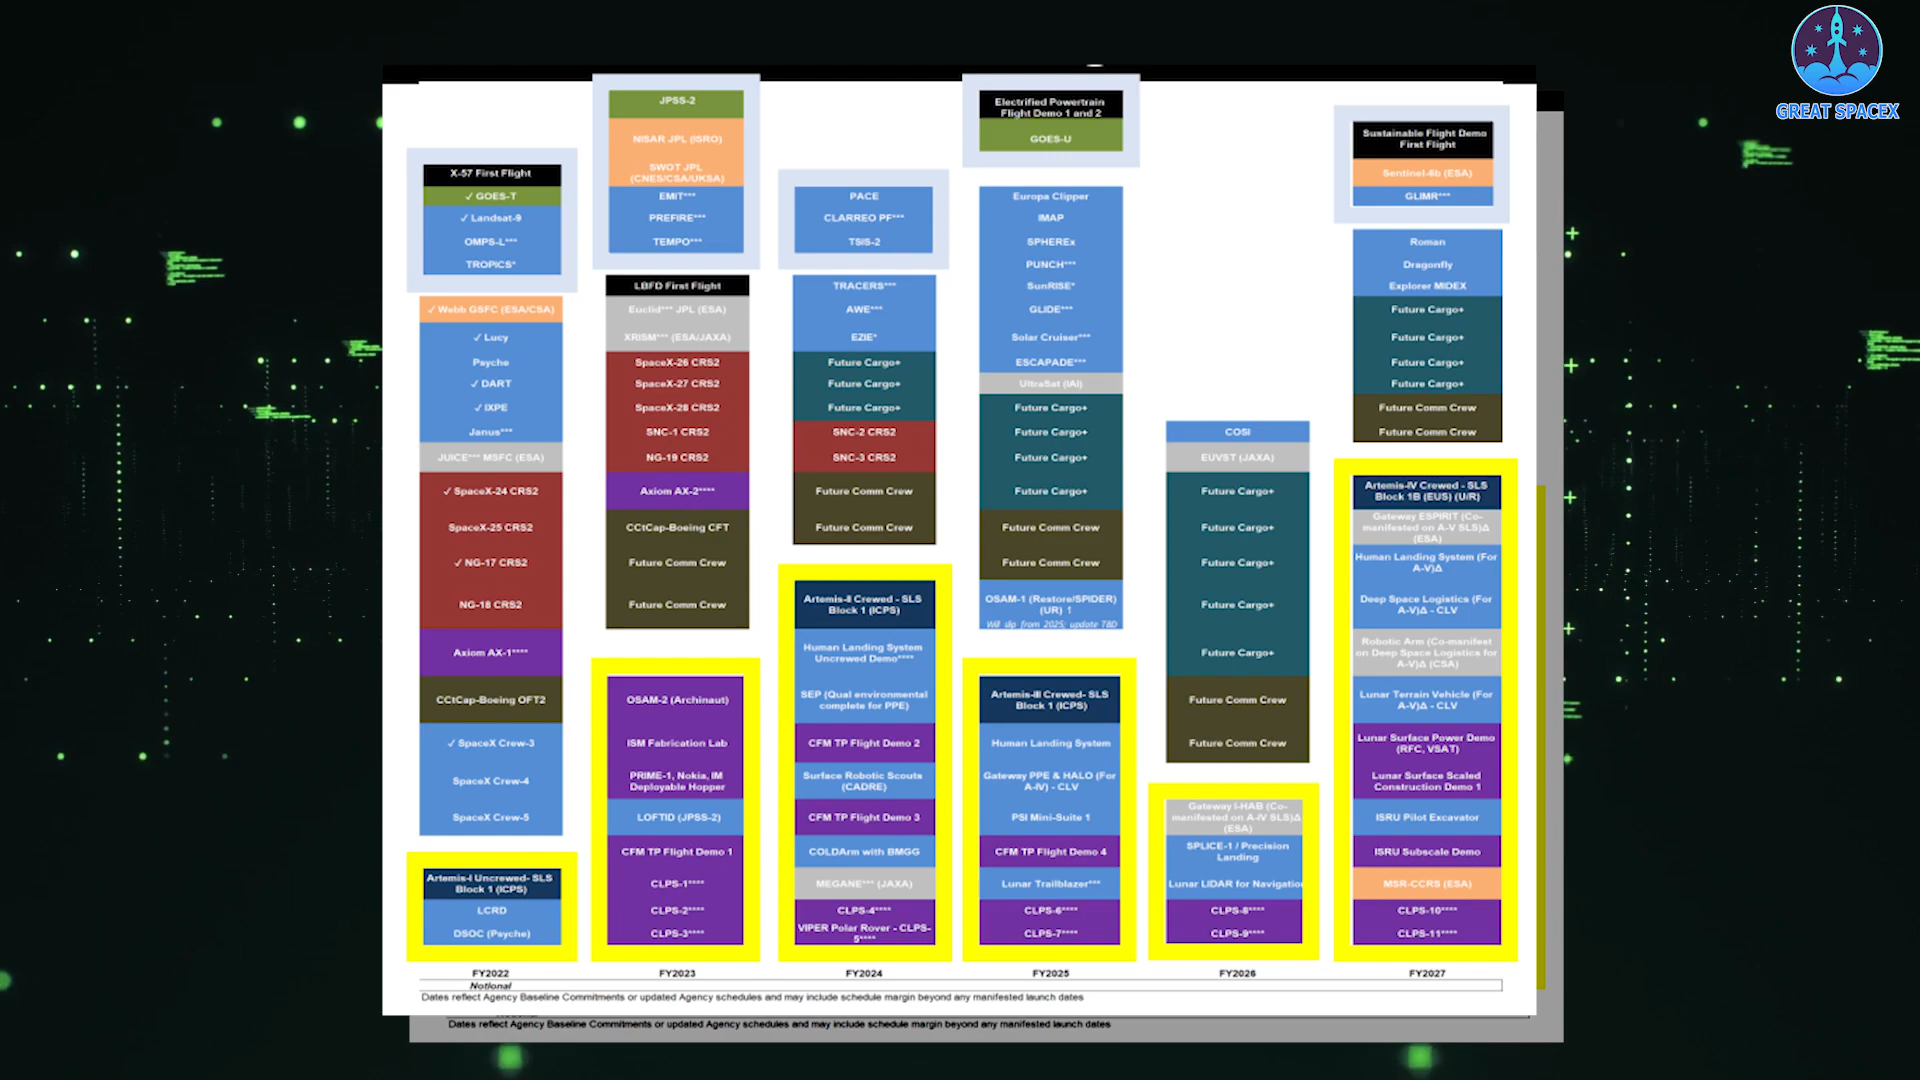 GREAT SPACEX
X-57 First Flight
✓ GOES-T
✓ Landsat-9
OMPS-L***
TROPICS*
✓ Webb GSFC (ESA/CSA)
✓ Lucy
Psyche
✓ DART
✓ IXPE
Janus***
JUICE*** MSFC (ESA)
✓ SpaceX-24 CRS2
SpaceX-25 CRS2
✓ NG-17 CRS2
NG-18 CRS2
Axiom AX-1****
CCtCap-Boeing OFT2
✓ SpaceX Crew-3
SpaceX Crew-4
SpaceX Crew-5
Artemis-I Uncrewed- SLS
Block 1 (ICPS)
LCRD
DSOC (Psyche)
FY2022
Notional
JPSS-2
NISAR JPL (ISRO)
SWOT JPL
(CNES/CSA/UKSA)
EMIT***
PREFIRE***
TEMPO***
LBFD First Flight
Euclid*** JPL (ESA)
XRISM*** (ESA/JAXA)
SpaceX-26 CRS2
SpaceX-27 CRS2
SpaceX-28 CRS2
SNC-1 CRS2
NG-19 CRS2
Axiom AX-2****
CCtCap-Boeing CFT
Future Comm Crew
Future Comm Crew
OSAM-2 (Archinaut)
ISM Fabrication Lab
PRIME-1, Nokia, IM
Deployable Hopper
LOFTID (JPSS-2)
CFM TP Flight Demo 1
CLPS-1****
CLPS-2****
CLPS-3****
FY2023
PACE
CLARREO PF***
TSIS-2
TRACERS***
AWE***
EZIE*
Future Cargo+
Future Cargo+
Future Cargo+
SNC-2 CRS2
SNC-3 CRS2
Future Comm Crew
Future Comm Crew
Artemis-II Crewed - SLS
Block 1 (ICPS)
Human Landing System
Uncrewed Demo****
SEP (Qual environmental
complete for PPE)
CFM TP Flight Demo 2
Surface Robotic Scouts
(CADRE)
CFM TP Flight Demo 3
COLDArm with BMGG
MEGANE*** (JAXA)
CLPS-4****
VIPER Polar Rover - CLPS-
5****
FY2024
Electrified Powertrain
Flight Demo 1 and 2
GOES-U
Europa Clipper
IMAP
SPHEREx
PUNCH***
SunRISE*
GLIDE***
Solar Cruiser***
ESCAPADE***
UltraSat (IAI)
Future Cargo+
Future Cargo+
Future Cargo+
Future Cargo+
Future Comm Crew
Future Comm Crew
OSAM-1 (Restore/SPIDER)
(UR) †
Will slip from 2025; update TBD
Artemis-III Crewed- SLS
Block 1 (ICPS)
Human Landing System
Gateway PPE & HALO (For
A-IV) - CLV
PSI Mini-Suite 1
CFM TP Flight Demo 4
Lunar Trailblazer***
CLPS-6****
CLPS-7****
FY2025
COSI
EUVST (JAXA)
Future Cargo+
Future Cargo+
Future Cargo+
Future Cargo+
Future Cargo+
Future Comm Crew
Future Comm Crew
Gateway I-HAB (Co-
manifested on A-IV SLS)Δ
(ESA)
SPLICE-1 / Precision
Landing
Lunar LIDAR for Navigation
CLPS-8****
CLPS-9****
FY2026
Sustainable Flight Demo
First Flight
Sentinel-6b (ESA)
GLIMR***
Roman
Dragonfly
Explorer MIDEX
Future Cargo+
Future Cargo+
Future Cargo+
Future Cargo+
Future Comm Crew
Future Comm Crew
Artemis-IV Crewed - SLS
Block 1B (EUS) (U/R)
Gateway ESPIRIT (Co-
manifested on A-V SLS)Δ
(ESA)
Human Landing System (For
A-V)Δ
Deep Space Logistics (For
A-V)Δ - CLV
Robotic Arm (Co-manifest
on Deep Space Logistics for
A-V)Δ (CSA)
Lunar Terrain Vehicle (For
A-V)Δ - CLV
Lunar Surface Power Demo
(RFC, VSAT)
Lunar Surface Scaled
Construction Demo 1
ISRU Pilot Excavator
ISRU Subscale Demo
MSR-CCRS (ESA)
CLPS-10****
CLPS-11****
FY2027
Dates reflect Agency Baseline Commitments or updated Agency schedules and may include schedule margin beyond any manifested launch dates
Dates reflect Agency Baseline Commitments or updated Agency schedules and may include schedule margin beyond any manifested launch dates